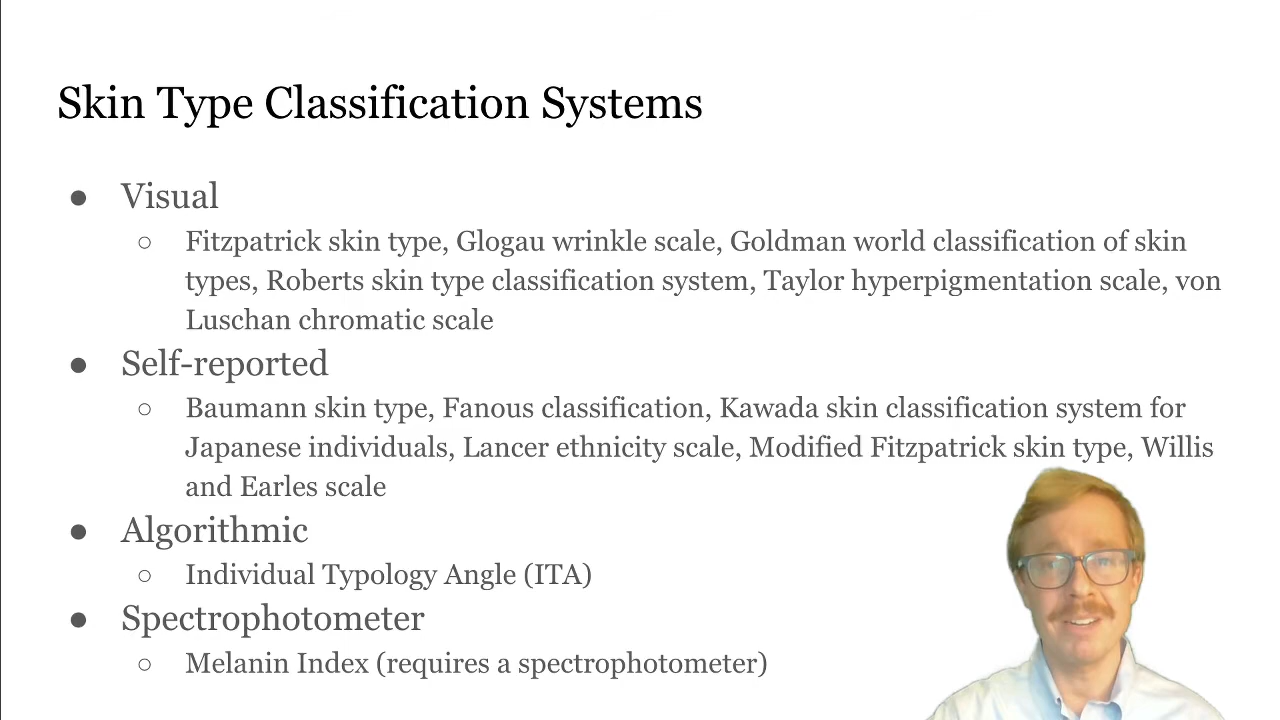 Skin Type Classification Systems
● Visual
○ Fitzpatrick skin type, Glogau wrinkle scale, Goldman world classification of skin
types, Roberts skin type classification system, Taylor hyperpigmentation scale, von
Luschan chromatic scale
● Self-reported
○ Baumann skin type, Fanous classification, Kawada skin classification system for
Japanese individuals, Lancer ethnicity scale, Modified Fitzpatrick skin type, Willis
and Earles scale
● Algorithmic
○ Individual Typology Angle (ITA)
● Spectrophotometer
○ Melanin Index (requires a spectrophotometer)